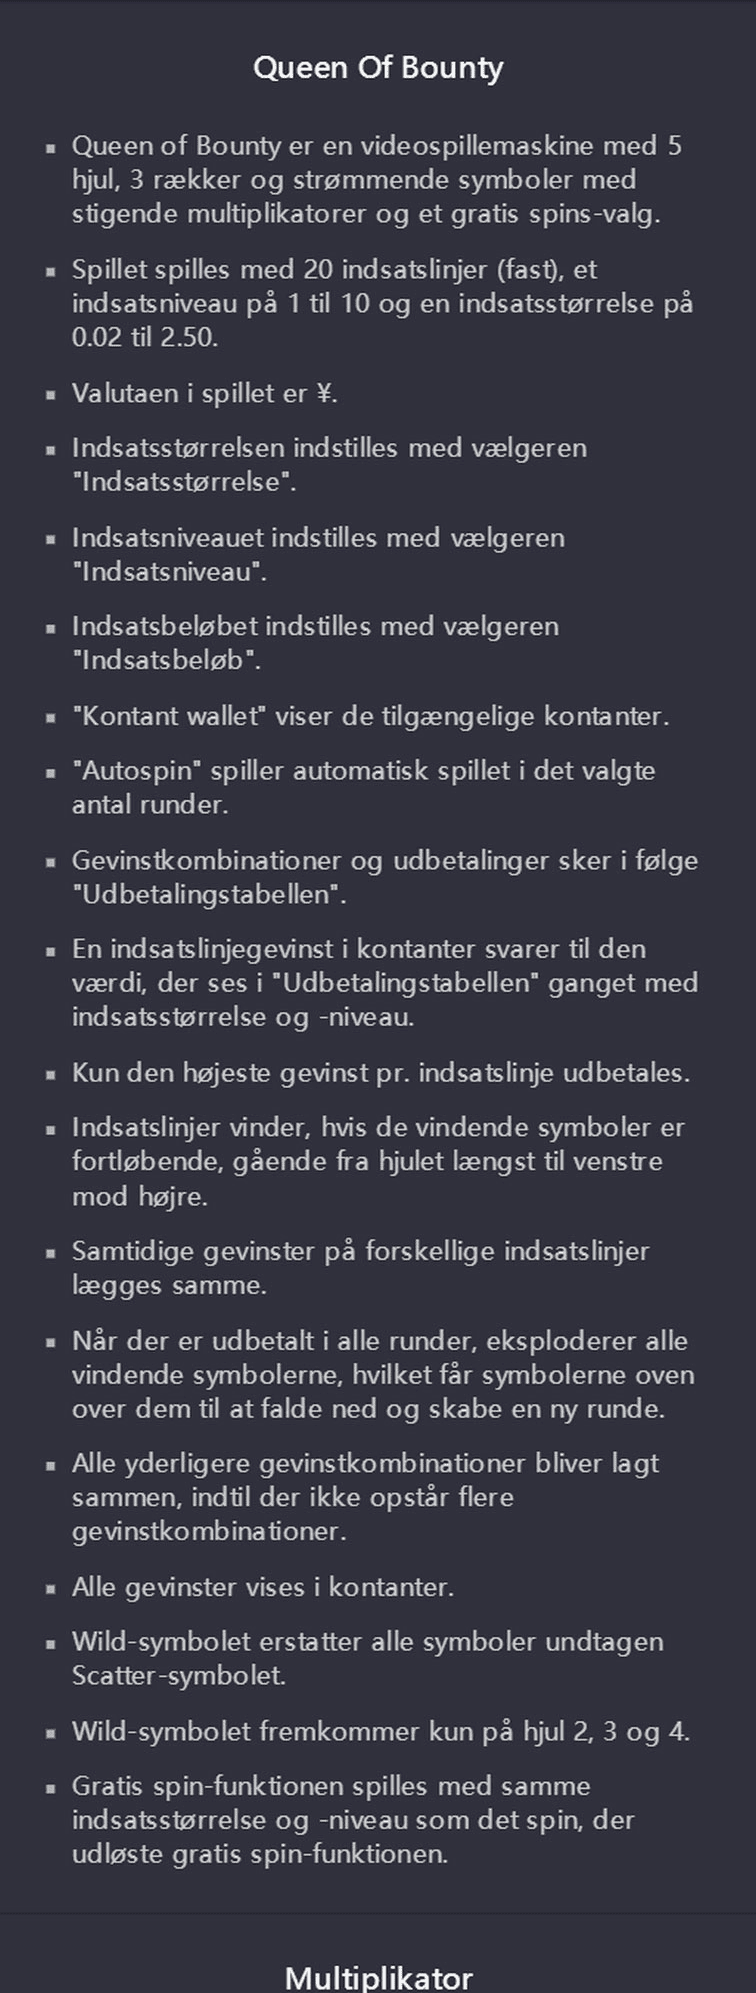 Queen Of Bounty
▪ Queen of Bounty er en videospillemaskine med 5
hjul, 3 rækker og strømmende symboler med
stigende multiplikatorer og et gratis spins-valg.
▪ Spillet spilles med 20 indsatslinjer (fast), et
indsatsniveau på 1 til 10 og en indsatsstørrelse på
0.02 til 2.50.
▪ Valutaen i spillet er ¥.
▪ Indsatsstørrelsen indstilles med vælgeren
"Indsatsstørrelse".
▪ Indsatsniveauet indstilles med vælgeren
"Indsatsniveau".
▪ Indsatsbeløbet indstilles med vælgeren
"Indsatsbeløb".
▪ "Kontant wallet" viser de tilgængelige kontanter.
▪ "Autospin" spiller automatisk spillet i det valgte
antal runder.
▪ Gevinstkombinationer og udbetalinger sker i følge
"Udbetalingstabellen".
▪ En indsatslinjegevinst i kontanter svarer til den
værdi, der ses i "Udbetalingstabellen" ganget med
indsatsstørrelse og -niveau.
▪ Kun den højeste gevinst pr. indsatslinje udbetales.
▪ Indsatslinjer vinder, hvis de vindende symboler er
fortløbende, gående fra hjulet længst til venstre
mod højre.
▪ Samtidige gevinster på forskellige indsatslinjer
lægges samme.
▪ Når der er udbetalt i alle runder, eksploderer alle
vindende symbolerne, hvilket får symbolerne oven
over dem til at falde ned og skabe en ny runde.
▪ Alle yderligere gevinstkombinationer bliver lagt
sammen, indtil der ikke opstår flere
gevinstkombinationer.
▪ Alle gevinster vises i kontanter.
▪ Wild-symbolet erstatter alle symboler undtagen
Scatter-symbolet.
▪ Wild-symbolet fremkommer kun på hjul 2, 3 og 4.
▪ Gratis spin-funktionen spilles med samme
indsatsstørrelse og -niveau som det spin, der
udløste gratis spin-funktionen.
Multiplikator